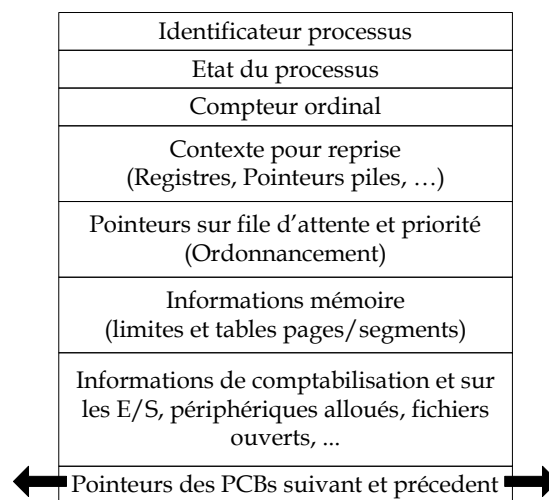 Identificateur processus
Etat du processus
Compteur ordinal
Contexte pour reprise
(Registres, Pointeurs piles, …)
Pointeurs sur file d'attente et priorité
(Ordonnancement)
Informations mémoire
(limites et tables pages/segments)
Informations de comptabilisation et sur
les E/S, périphériques alloués, fichiers
ouverts, ...
Pointeurs des PCBs suivant et précedent